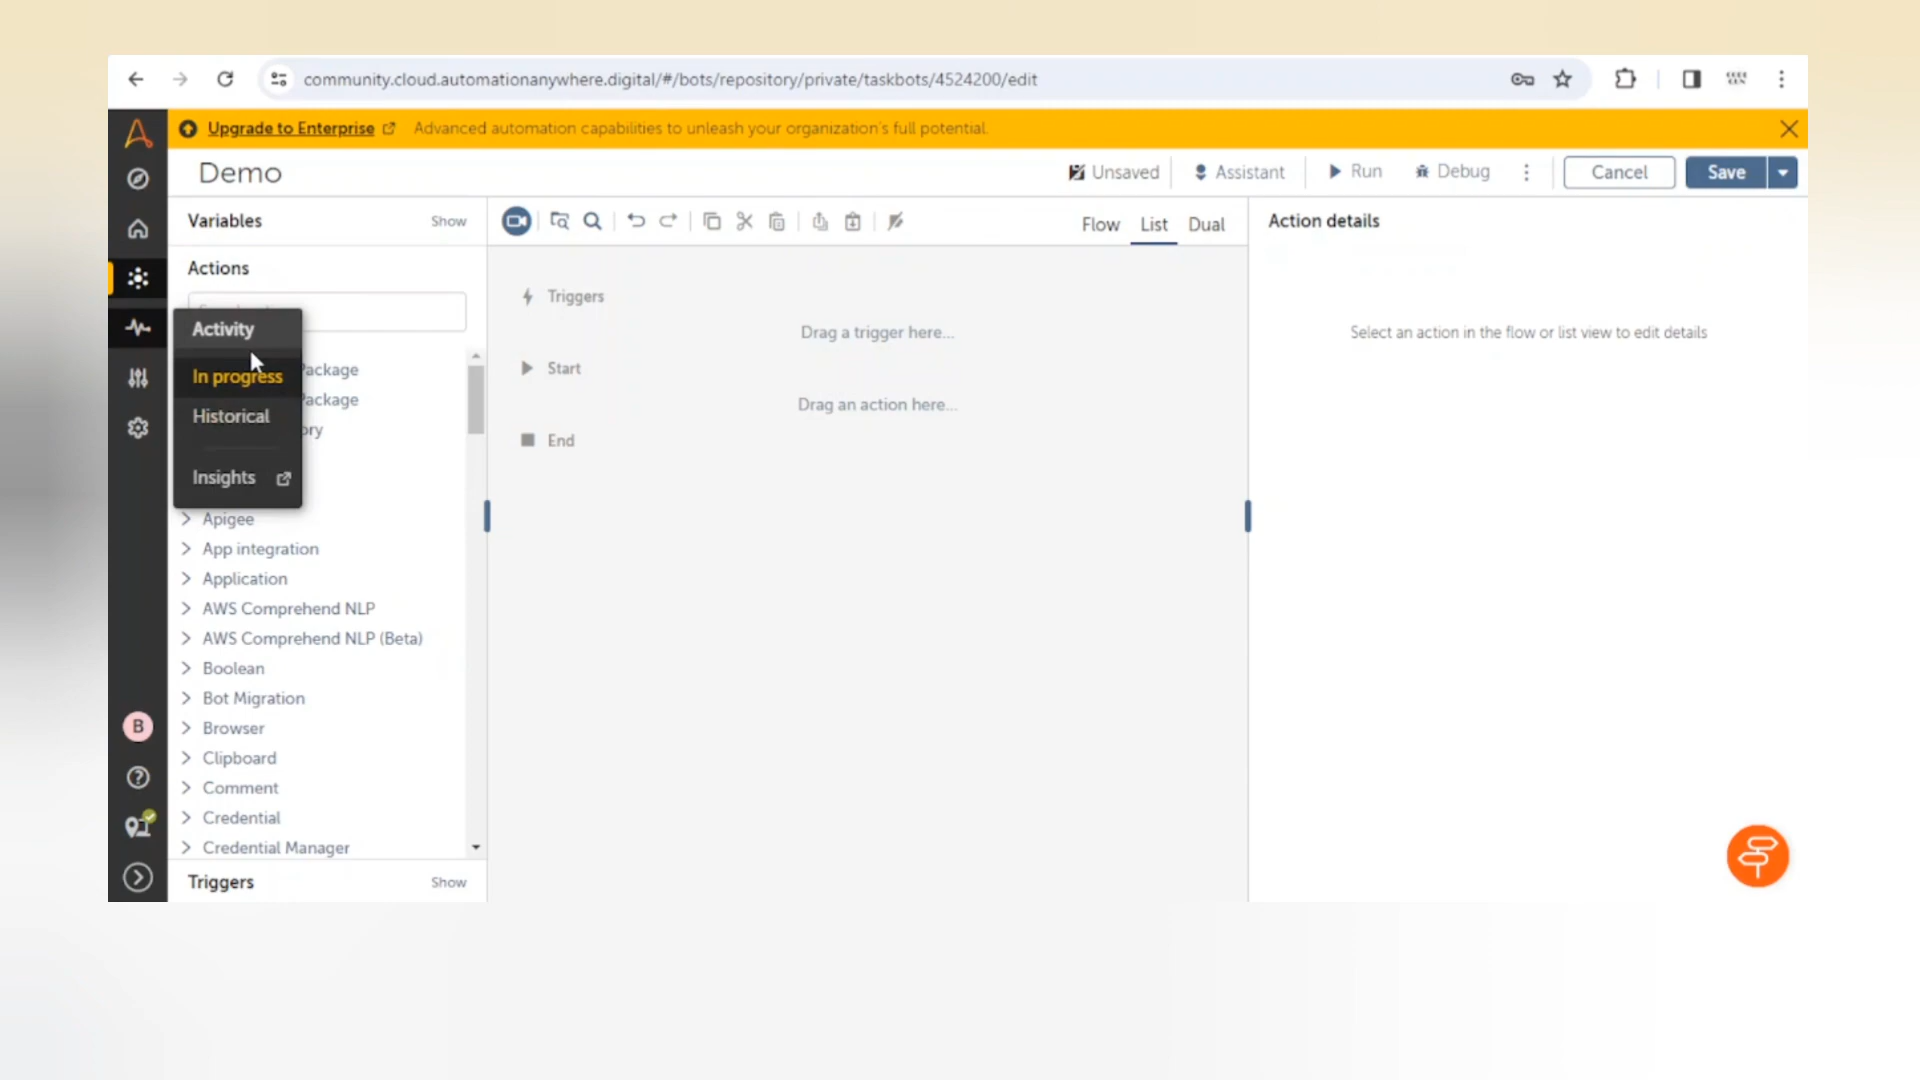 community.cloud.automationanywhere.digital/#/bots/repository/private/taskbots/4524200/edit
Upgrade to Enterprise Advanced automation capabilities to unleash your organization's full potential.
Demo
Unsaved
Assistant
Run
Debug
Cancel
Save
Variables
Show
Actions
Activity
In progress
Historical
Insights
Package
Package
ory
Apigee
App integration
Application
AWS Comprehend NLP
AWS Comprehend NLP (Beta)
Boolean
Bot Migration
Browser
Clipboard
Comment
Credential
Credential Manager
Triggers
Show
B
Flow
List
Dual
Triggers
Drag a trigger here...
Start
Drag an action here...
End
Action details
Select an action in the flow or list view to edit details